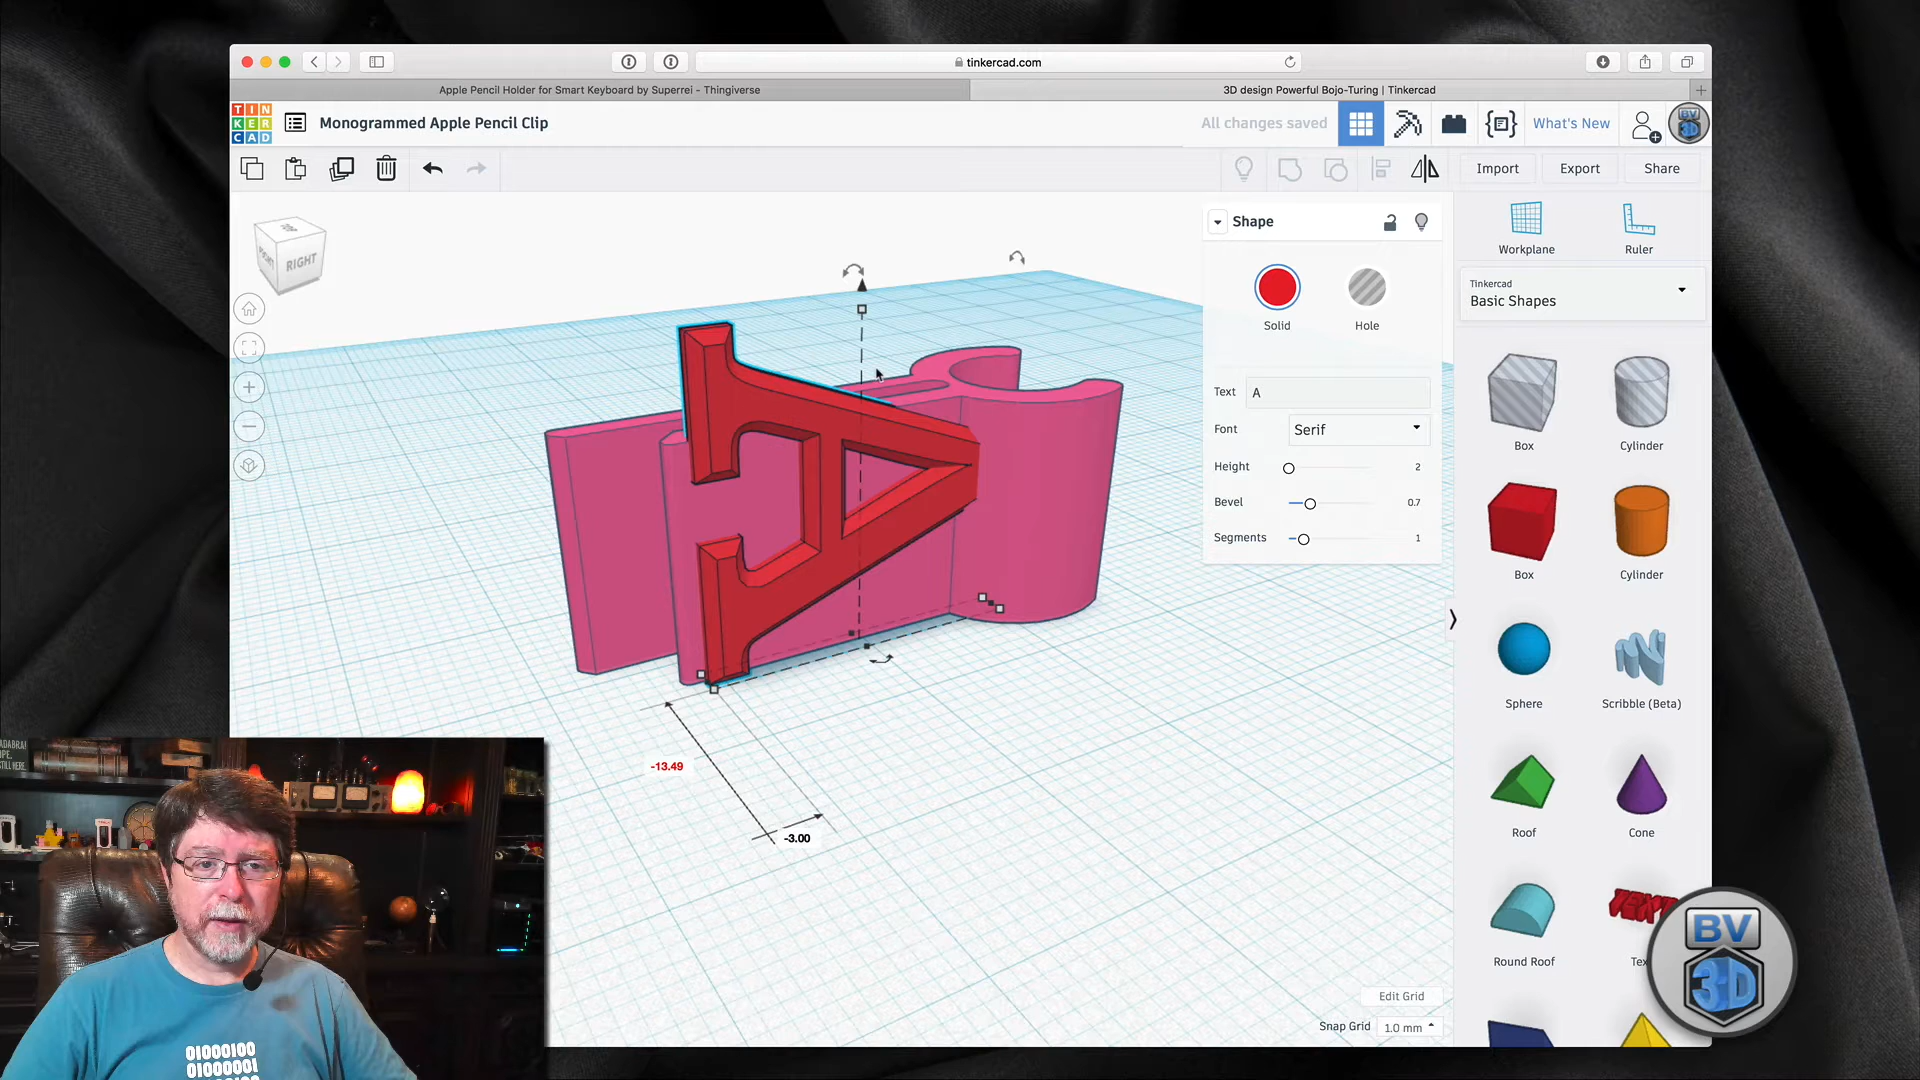 tinkercad.com
Apple Pencil Holder for Smart Keyboard by Superrei - Thingiverse
3D design Powerful Bojo-Turing | Tinkercad
TIN
KER
CAD
Monogrammed Apple Pencil Clip
All changes saved
What's New
Import
Export
Share
TOP
RIGHT
Shape
Solid
Hole
Text A
Font Serif
Height 2
Bevel 0.7
Segments 1
Workplane
Ruler
Tinkercad
Basic Shapes
Box
Cylinder
Box
Cylinder
Sphere
Scribble (Beta)
Roof
Cone
Round Roof
TEXT
A
-13.49
-3.00
Edit Grid
Snap Grid 1.0 mm
BV
3D
STILL HERE.
01000100
01000001